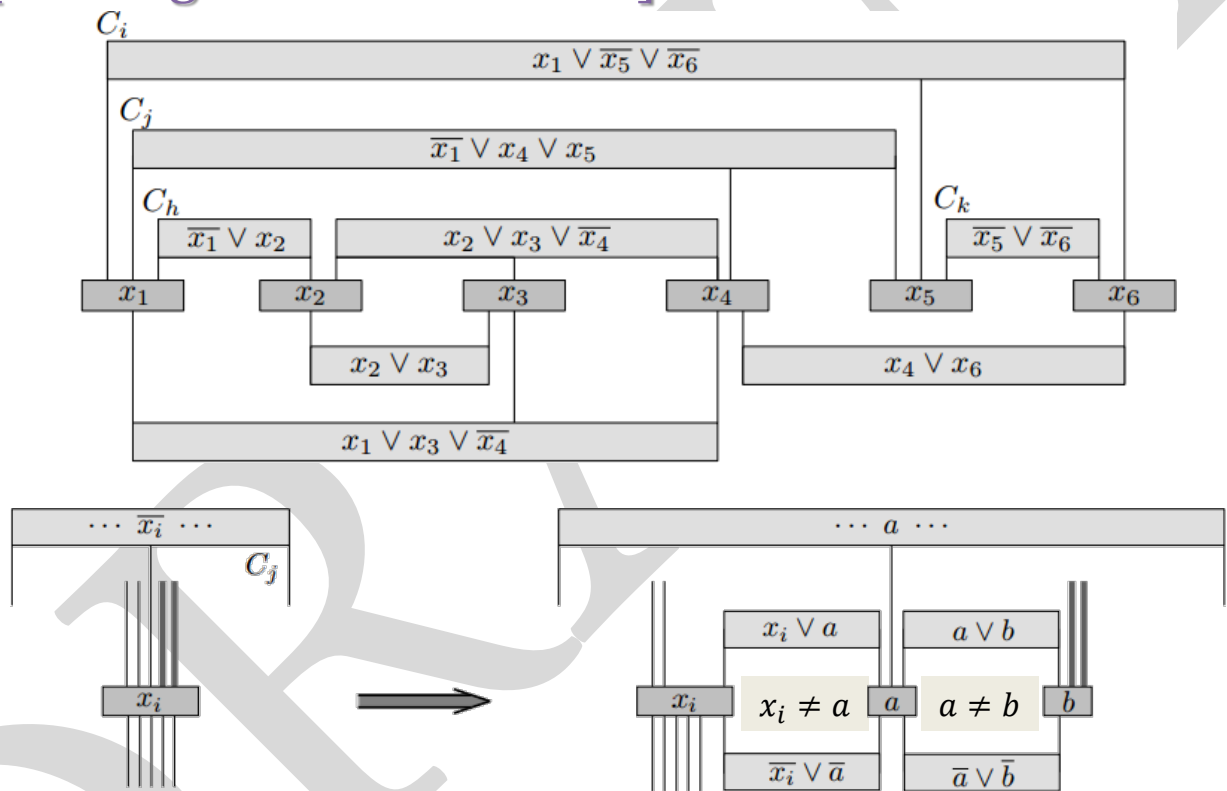 C_i
x_1 ∨ \overline{x_5} ∨ \overline{x_6}
C_j
\overline{x_1} ∨ x_4 ∨ x_5
C_h
C_k
\overline{x_1} ∨ x_2
x_2 ∨ x_3 ∨ \overline{x_4}
\overline{x_5} ∨ \overline{x_6}
x_1 x_2 x_3 x_4 x_5 x_6
x_2 ∨ x_3
x_4 ∨ x_6
x_1 ∨ x_3 ∨ \overline{x_4}
⋯ \overline{x_i} ⋯
C_j
x_i
⋯ a ⋯
x_i ∨ a
a ∨ b
x_i
x_i ≠ a
a
a ≠ b
b
\overline{x_i} ∨ \overline{a}
\overline{a} ∨ \overline{b}